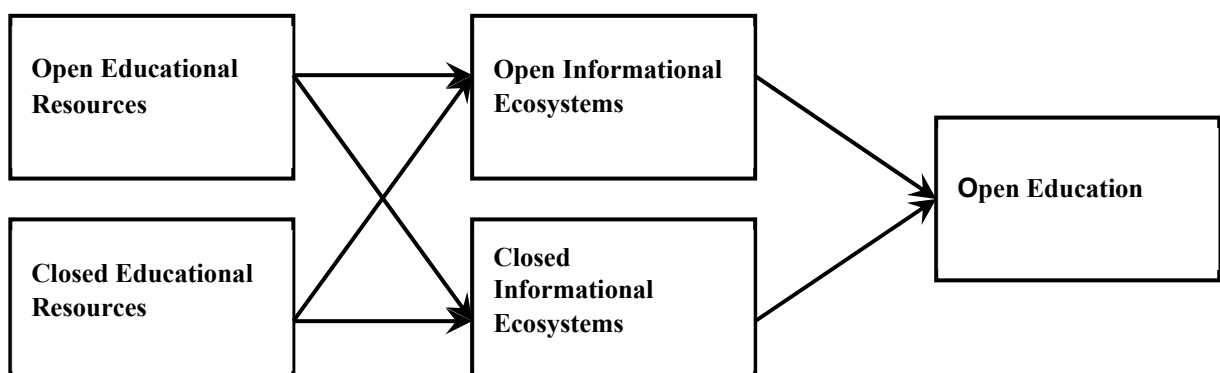 Open Educational
Resources
Open Informational
Ecosystems
Open Education
Closed Educational
Resources
Closed
Informational
Ecosystems